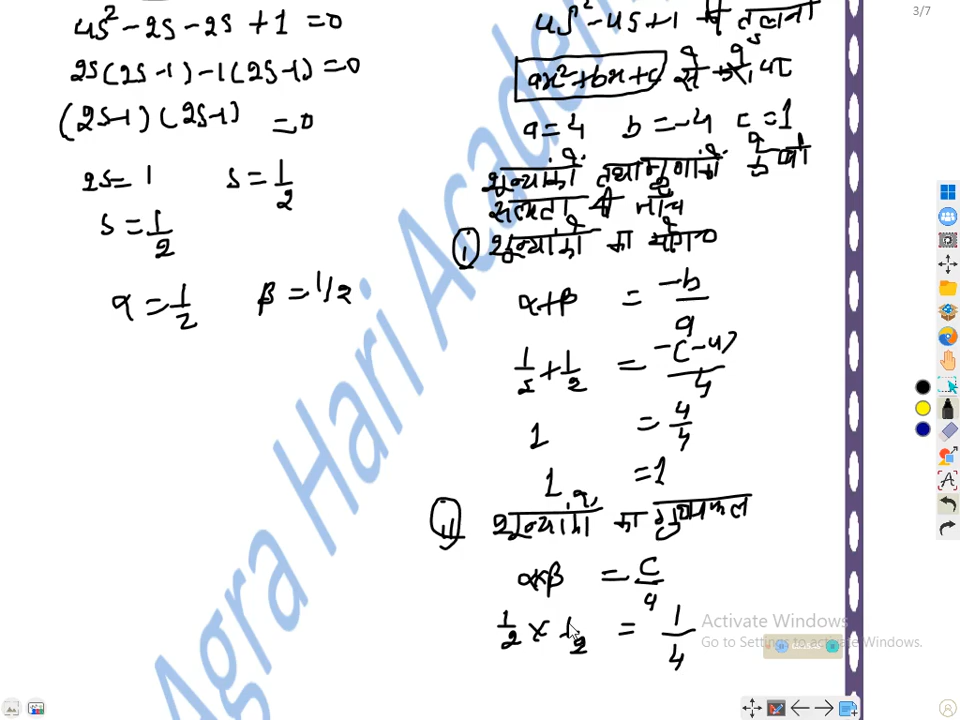 3/7
4s² - 2s - 2s + 1 = 0
2s(2s-1) - 1(2s-1) = 0
(2s-1)(2s-1) = 0
2s = 1 s = 1/2
s = 1/2
α = 1/2 β = 1/2
4s² - 4s + 1 की तुलना
ax² + bx + c
a = 4 b = -4 c = 1
शून्यांकों तथा गुणांकों के बीच
सत्यता की जांच
(i) शून्यांकों का योग
α + β = -b/a
1/2 + 1/2 = -(-4)/4
1 = 4/4
1 = 1
(ii) शून्यांकों का गुणनफल
α×β = c/a
1/2 × 1/2 = 1/4
Agra Hari Academ
Activate Windows
Go to Settings to activate Windows.